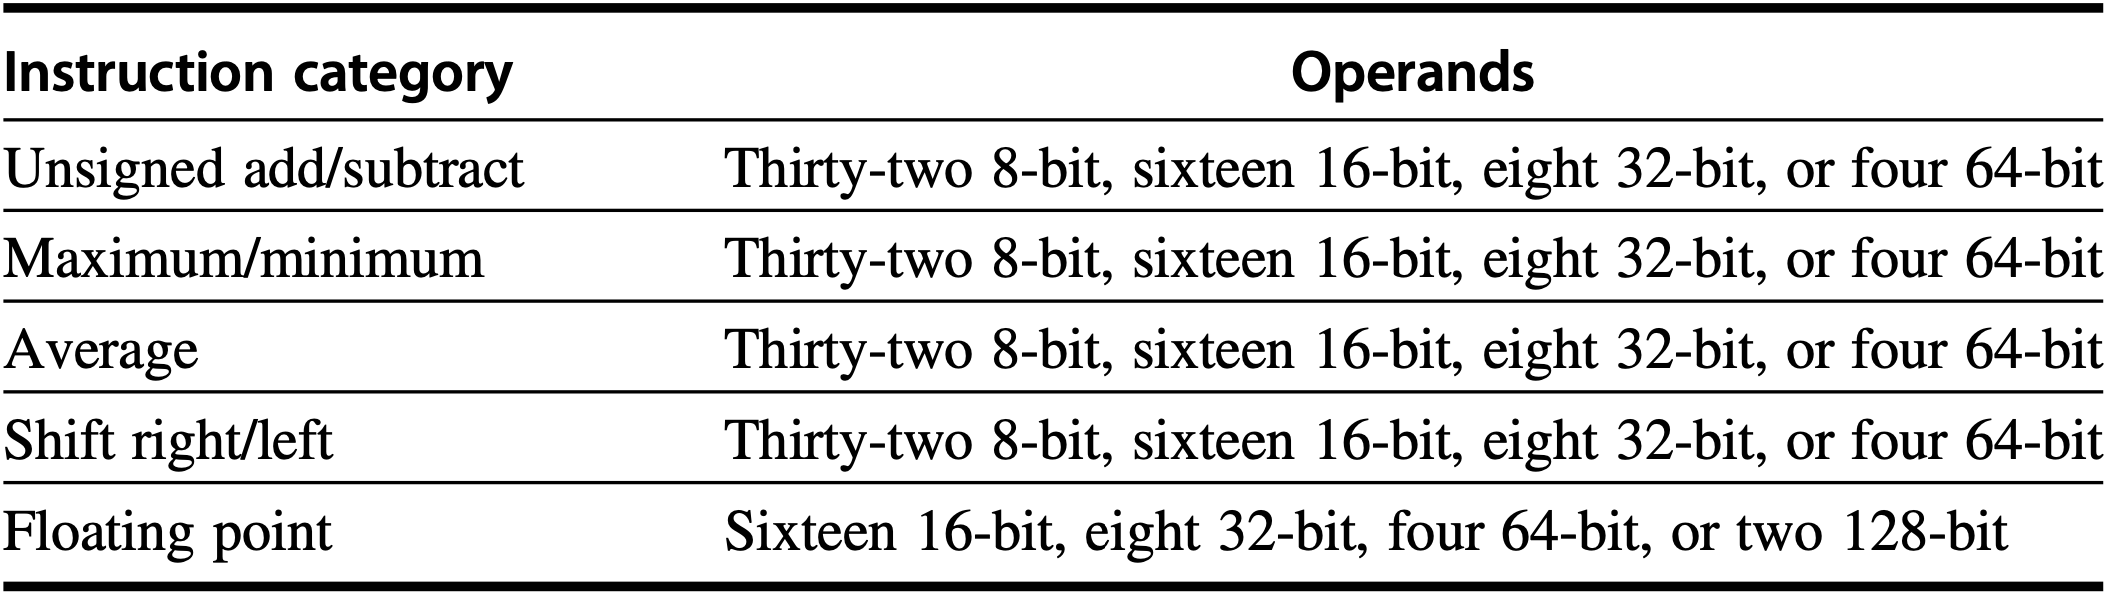 Instruction category Operands
Unsigned add/subtract Thirty-two 8-bit, sixteen 16-bit, eight 32-bit, or four 64-bit
Maximum/minimum Thirty-two 8-bit, sixteen 16-bit, eight 32-bit, or four 64-bit
Average Thirty-two 8-bit, sixteen 16-bit, eight 32-bit, or four 64-bit
Shift right/left Thirty-two 8-bit, sixteen 16-bit, eight 32-bit, or four 64-bit
Floating point Sixteen 16-bit, eight 32-bit, four 64-bit, or two 128-bit